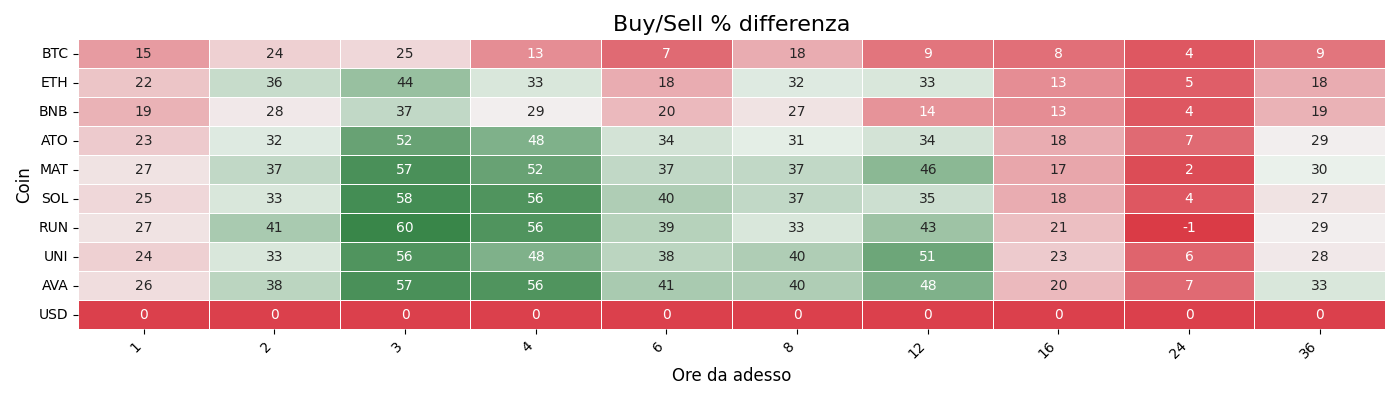 Buy/Sell % differenza
Coin
BTC 15 24 25 13 7 18 9 8 4 9
ETH 22 36 44 33 18 32 33 13 5 18
BNB 19 28 37 29 20 27 14 13 4 19
ATO 23 32 52 48 34 31 34 18 7 29
MAT 27 37 57 52 37 37 46 17 2 30
SOL 25 33 58 56 40 37 35 18 4 27
RUN 27 41 60 56 39 33 43 21 -1 29
UNI 24 33 56 48 38 40 51 23 6 28
AVA 26 38 57 56 41 40 48 20 7 33
USD 0 0 0 0 0 0 0 0 0 0
1 2 3 4 6 8 12 16 24 36
Ore da adesso